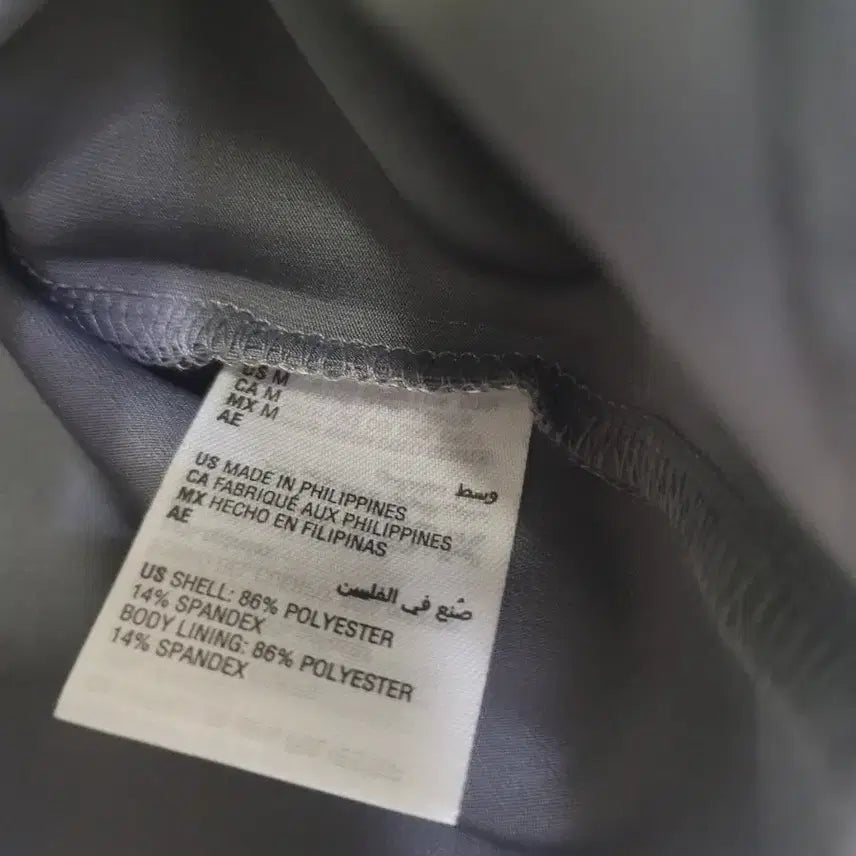 US M
CA M
MX M
AE
وسط
US MADE IN PHILIPPINES
CA FABRIQUÉ AUX PHILIPPINES
MX HECHO EN FILIPINAS
AE
صُنع في الفلبين
US SHELL: 86% POLYESTER
14% SPANDEX
BODY LINING: 86% POLYESTER
14% SPANDEX